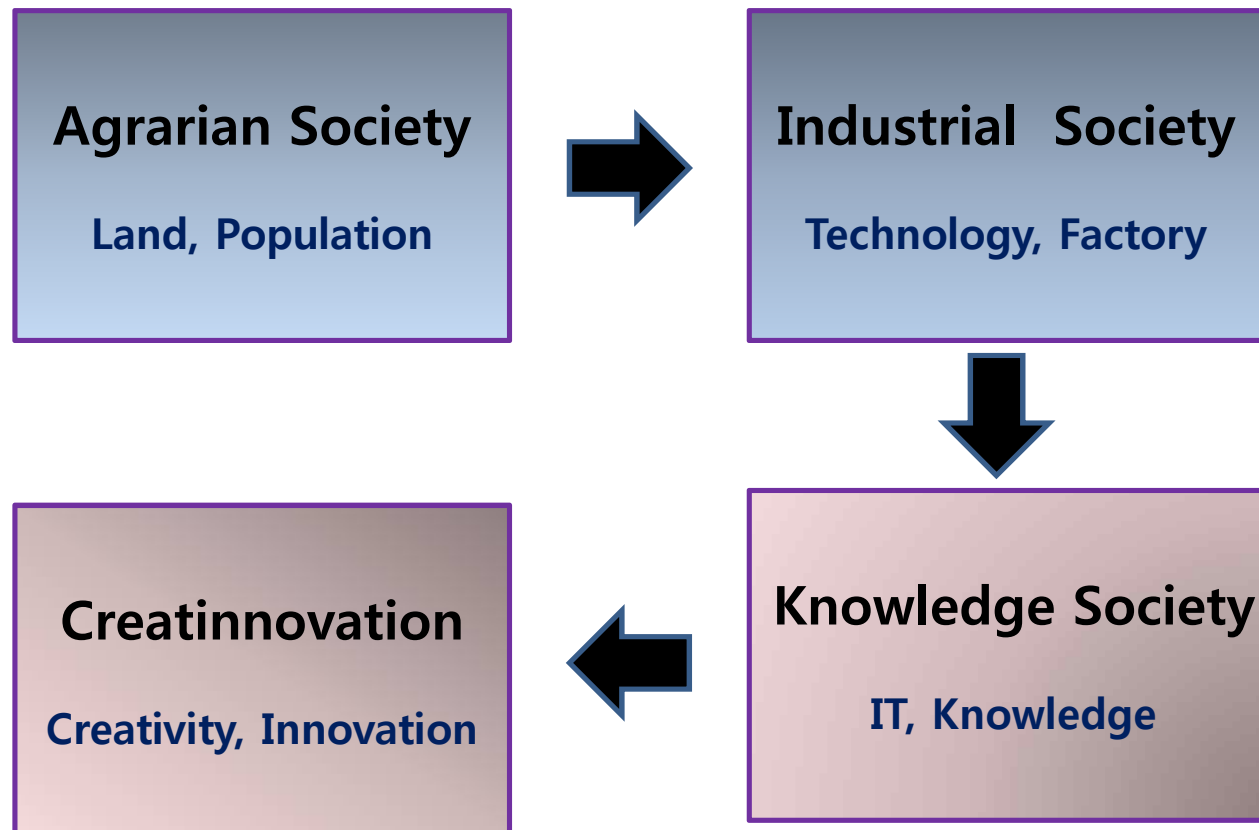 Agrarian Society
Land, Population
Industrial Society
Technology, Factory
Knowledge Society
IT, Knowledge
Creatinnovation
Creativity, Innovation